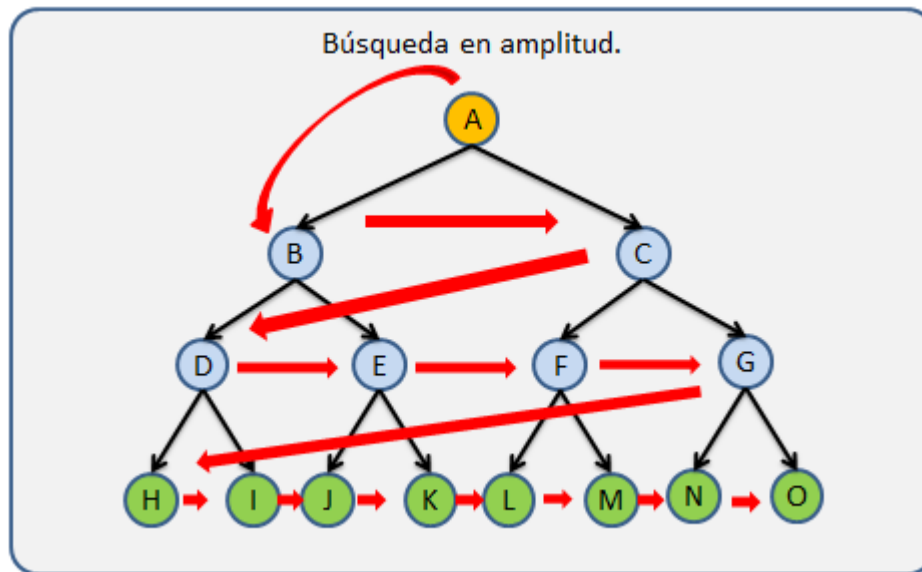 Búsqueda en amplitud.
A
B C
D E F G
H I J K L M N O